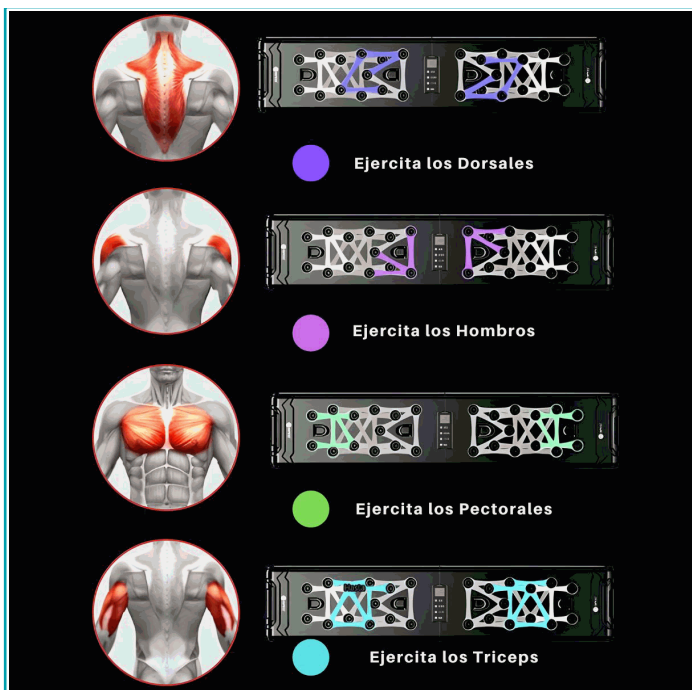 Ejercita los Dorsales
Ejercita los Hombros
Ejercita los Pectorales
Ejercita los Triceps